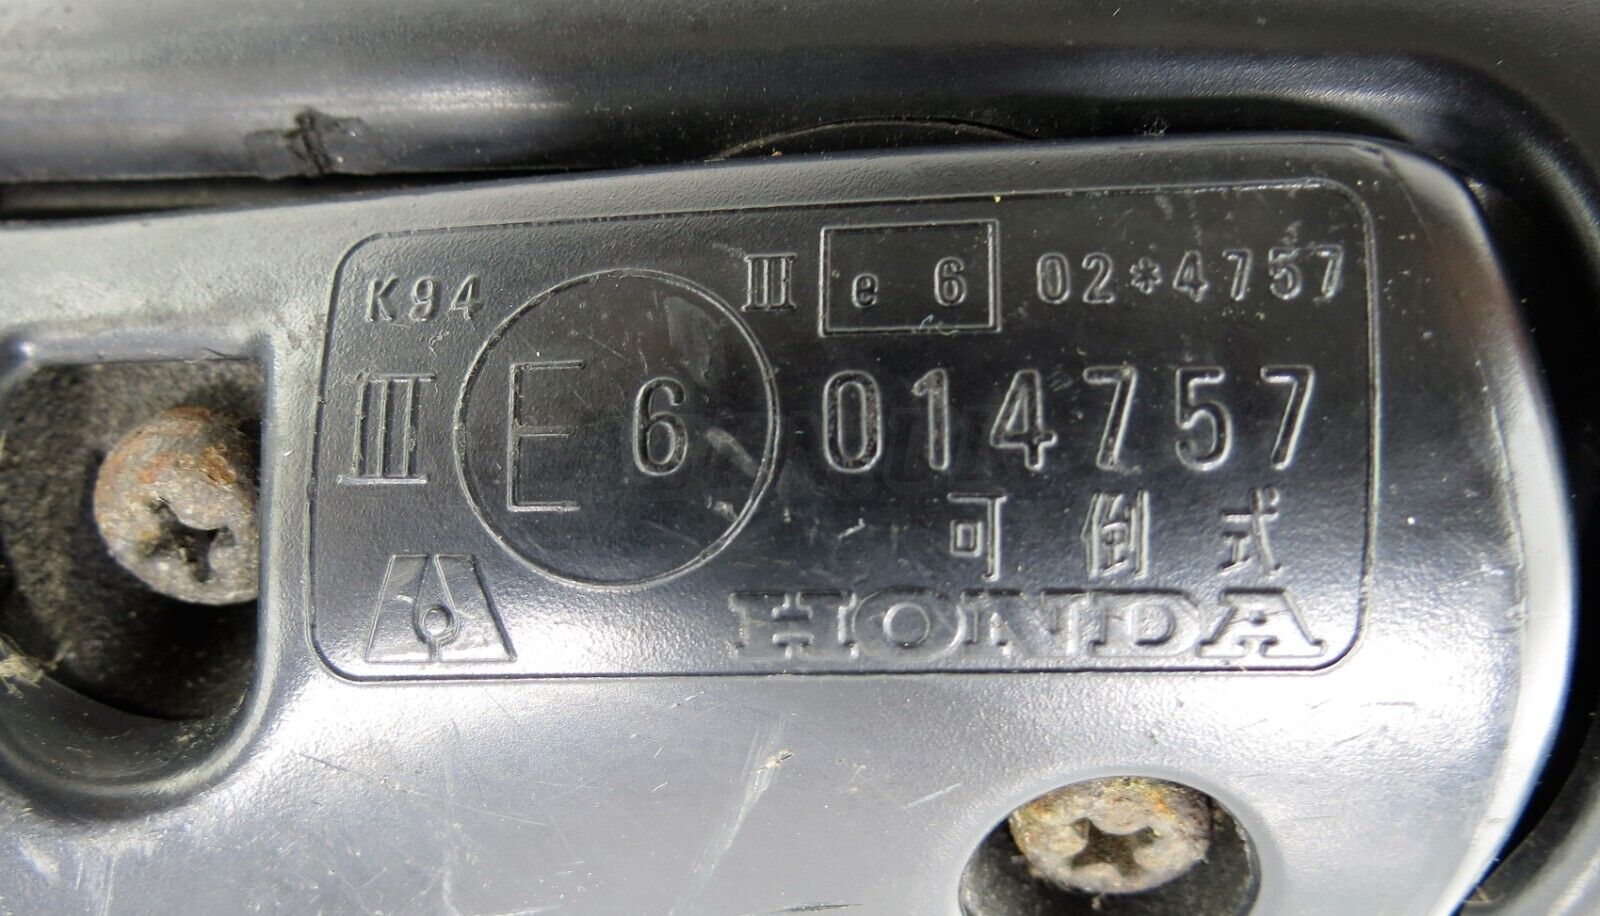 K94 III e 6 02*4757
III E 6 014757
可倒式
HONDA